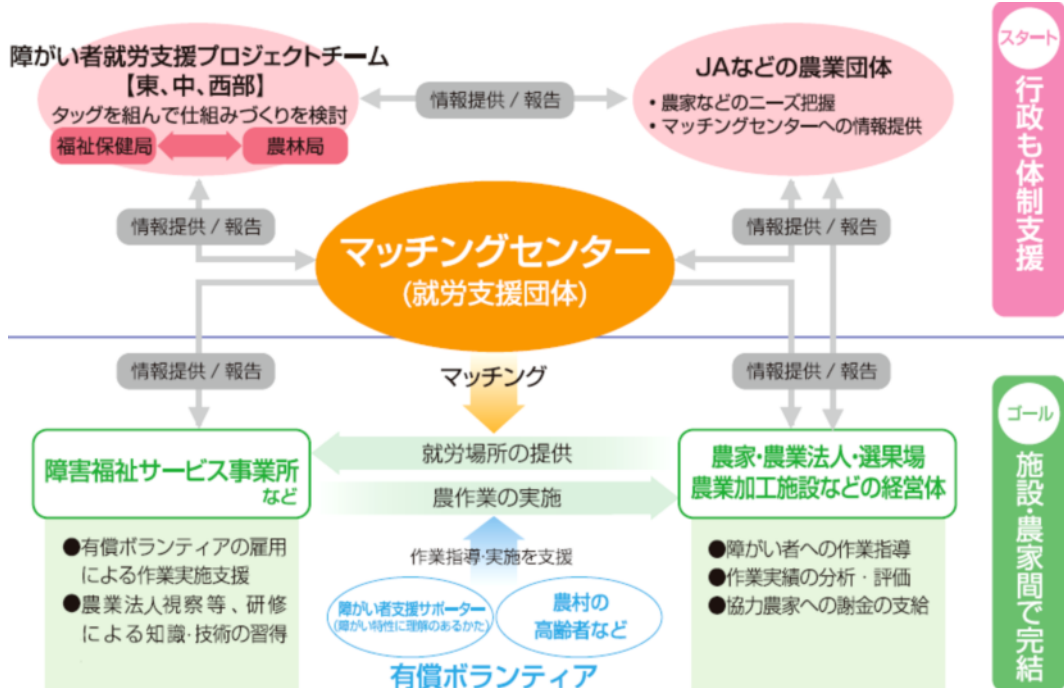 障がい者就労支援プロジェクトチーム
【東、中、西部】
タッグを組んで仕組みづくりを検討
福祉保健局
農林局
情報提供 / 報告
JAなどの農業団体
・農家などのニーズ把握
・マッチングセンターへの情報提供
スタート
行政も体制支援
情報提供 / 報告
マッチングセンター
(就労支援団体)
情報提供 / 報告
情報提供 / 報告
マッチング
情報提供 / 報告
ゴール
施設・農家間で完結
障害福祉サービス事業所
など
就労場所の提供
農作業の実施
農家・農業法人・選果場
農業加工施設などの経営体
●有償ボランティアの雇用
による作業実施支援
●農業法人視察等、研修
による知識・技術の習得
作業指導・実施を支援
障がい者支援サポーター
(障がい特性に理解のあるかた)
農村の
高齢者など
有償ボランティア
●障がい者への作業指導
●作業実績の分析・評価
●協力農家への謝金の支給